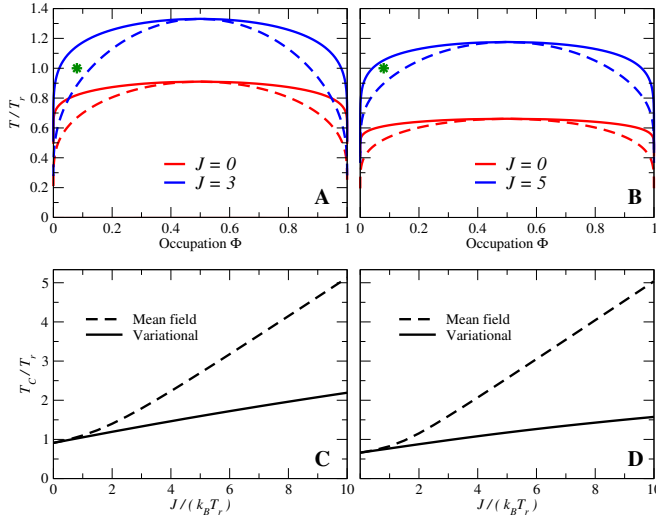 1.4
1.2
1.0
0.8
0.6
0.4
0.2
0
T / T_r
J = 0
J = 3
A
0 0.2 0.4 0.6 0.8 1
Occupation Φ
J = 0
J = 5
B
0 0.2 0.4 0.6 0.8 1
Occupation Φ
5
4
3
2
1
0
T_C / T_r
Mean field
Variational
C
0 2 4 6 8 10
J / ( k_B T_r )
Mean field
Variational
D
0 2 4 6 8 10
J / ( k_B T_r )